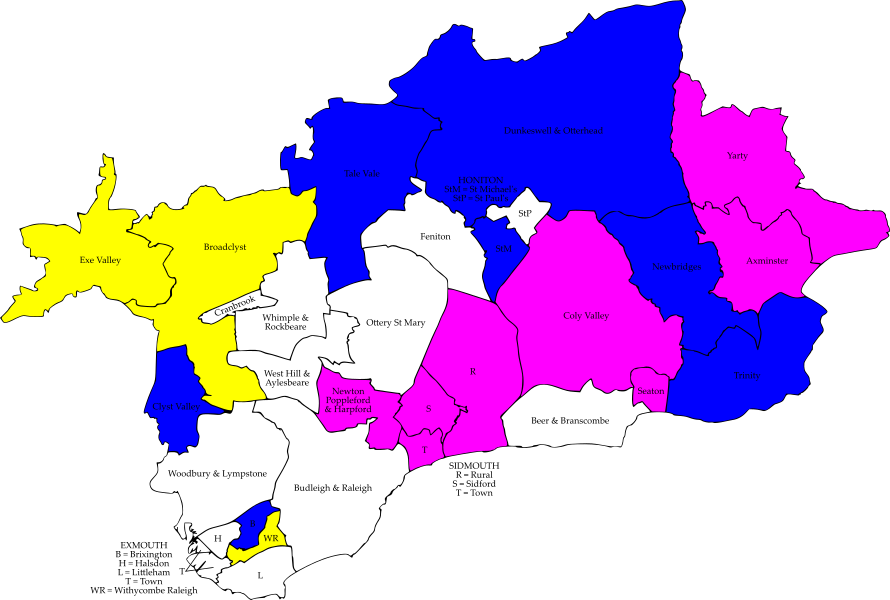 Dunkeswell & Otterhead
Yarty
Tale Vale
HONITON
StM = St Michael's
StP = St Paul's
StP
Feniton
Broadclyst
StM
Exe Valley
Newbridges
Axminster
Cranbrook
Whimple &
Rockbeare
Ottery St Mary
Coly Valley
West Hill &
Aylesbeare
R
Trinity
Newton
Poppleford
& Harpford
Seaton
Clyst Valley
S
Beer & Branscombe
T
SIDMOUTH
R = Rural
S = Sidford
T = Town
Woodbury & Lympstone
Budleigh & Raleigh
B
H
WR
EXMOUTH
B = Brixington
H = Halsdon
L = Littleham
T = Town
WR = Withycombe Raleigh
T
L